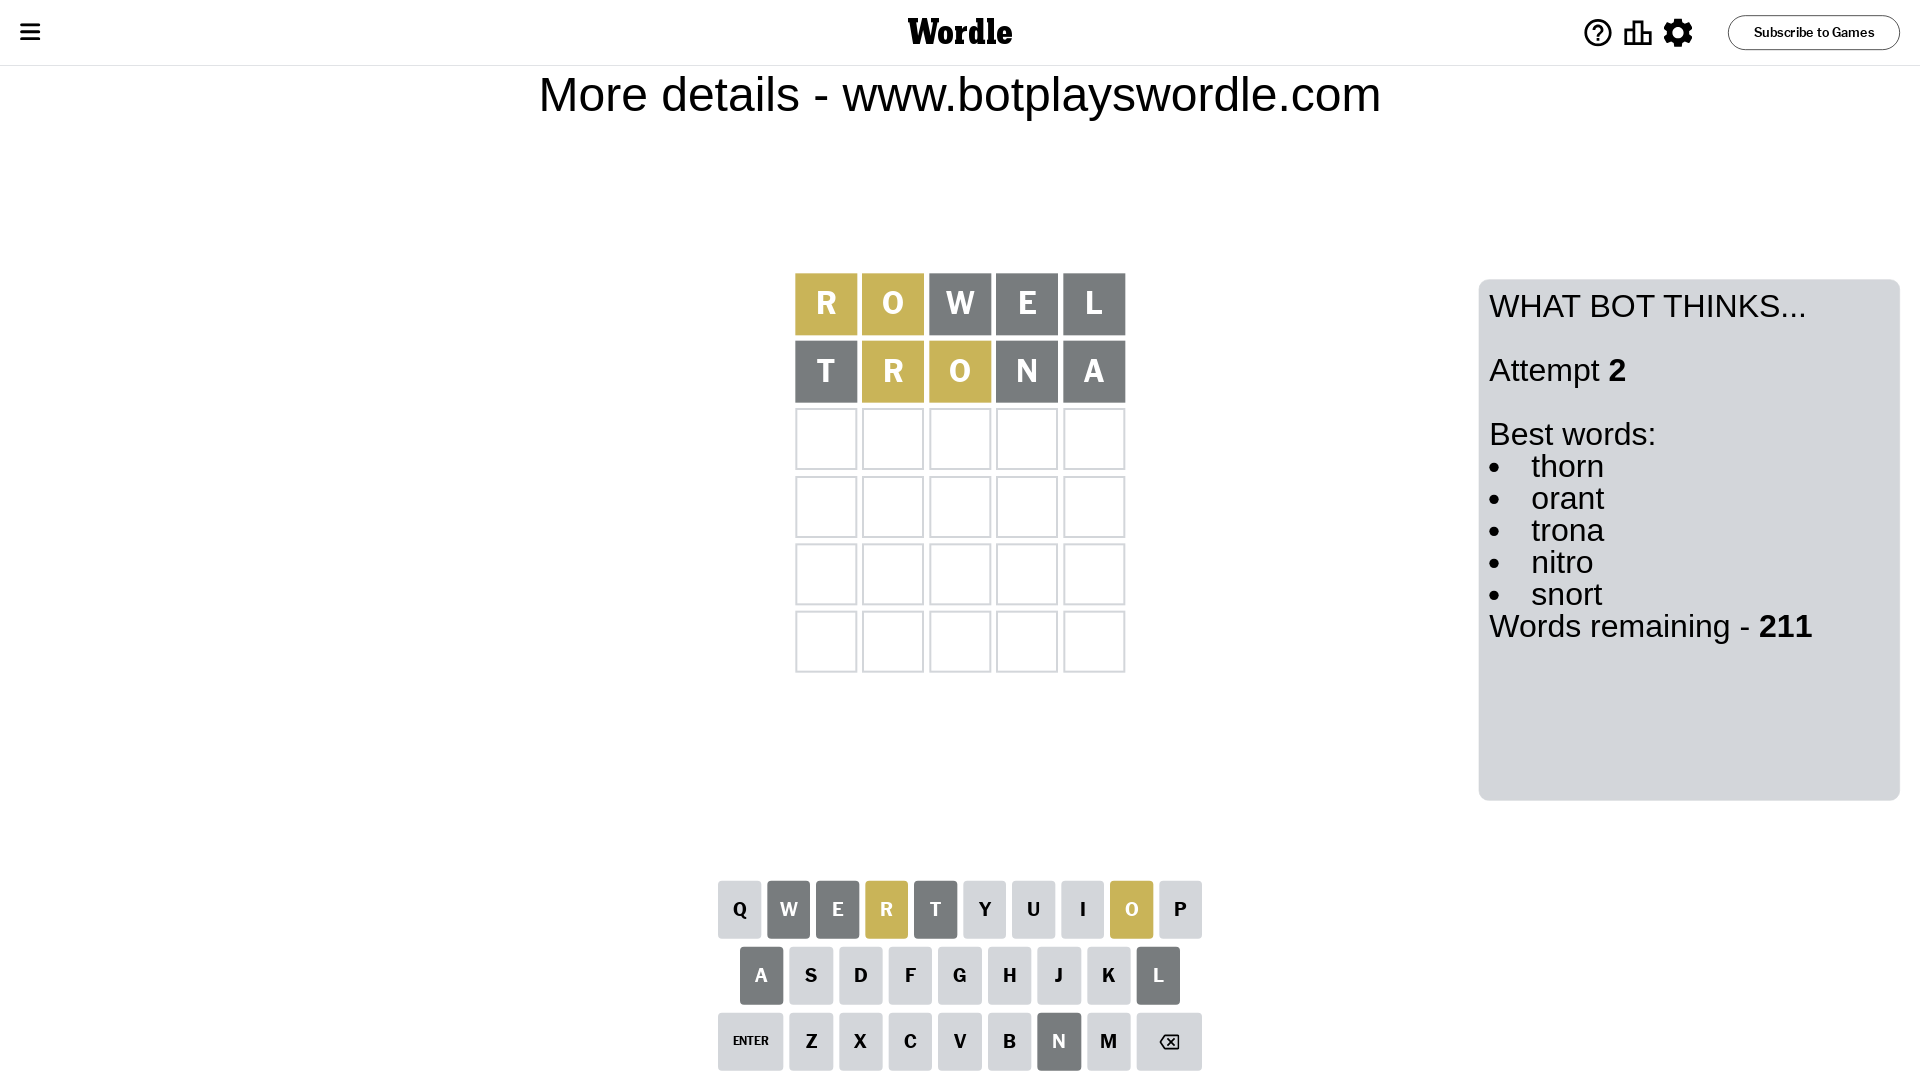 Wordle
Subscribe to Games
More details - www.botplayswordle.com
R O W E L
T R O N A
WHAT BOT THINKS...
Attempt 2
Best words:
• thorn
• orant
• trona
• nitro
• snort
Words remaining - 211
Q W E R T Y U I O P
A S D F G H J K L
ENTER Z X C V B N M